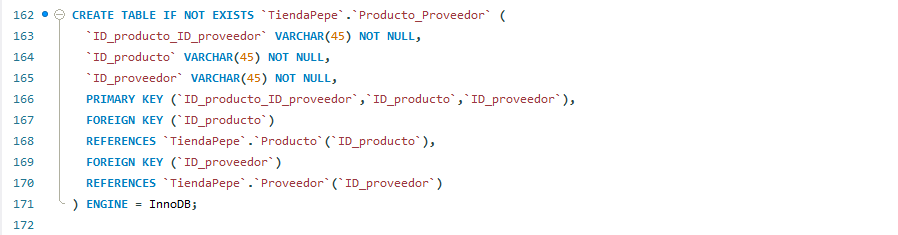 162 CREATE TABLE IF NOT EXISTS `TiendaPepe`.`Producto_Proveedor` (
163 `ID_producto_ID_proveedor` VARCHAR(45) NOT NULL,
164 `ID_producto` VARCHAR(45) NOT NULL,
165 `ID_proveedor` VARCHAR(45) NOT NULL,
166 PRIMARY KEY (`ID_producto_ID_proveedor`,`ID_producto`,`ID_proveedor`),
167 FOREIGN KEY (`ID_producto`)
168 REFERENCES `TiendaPepe`.`Producto`(`ID_producto`),
169 FOREIGN KEY (`ID_proveedor`)
170 REFERENCES `TiendaPepe`.`Proveedor`(`ID_proveedor`)
171 ) ENGINE = InnoDB;
172